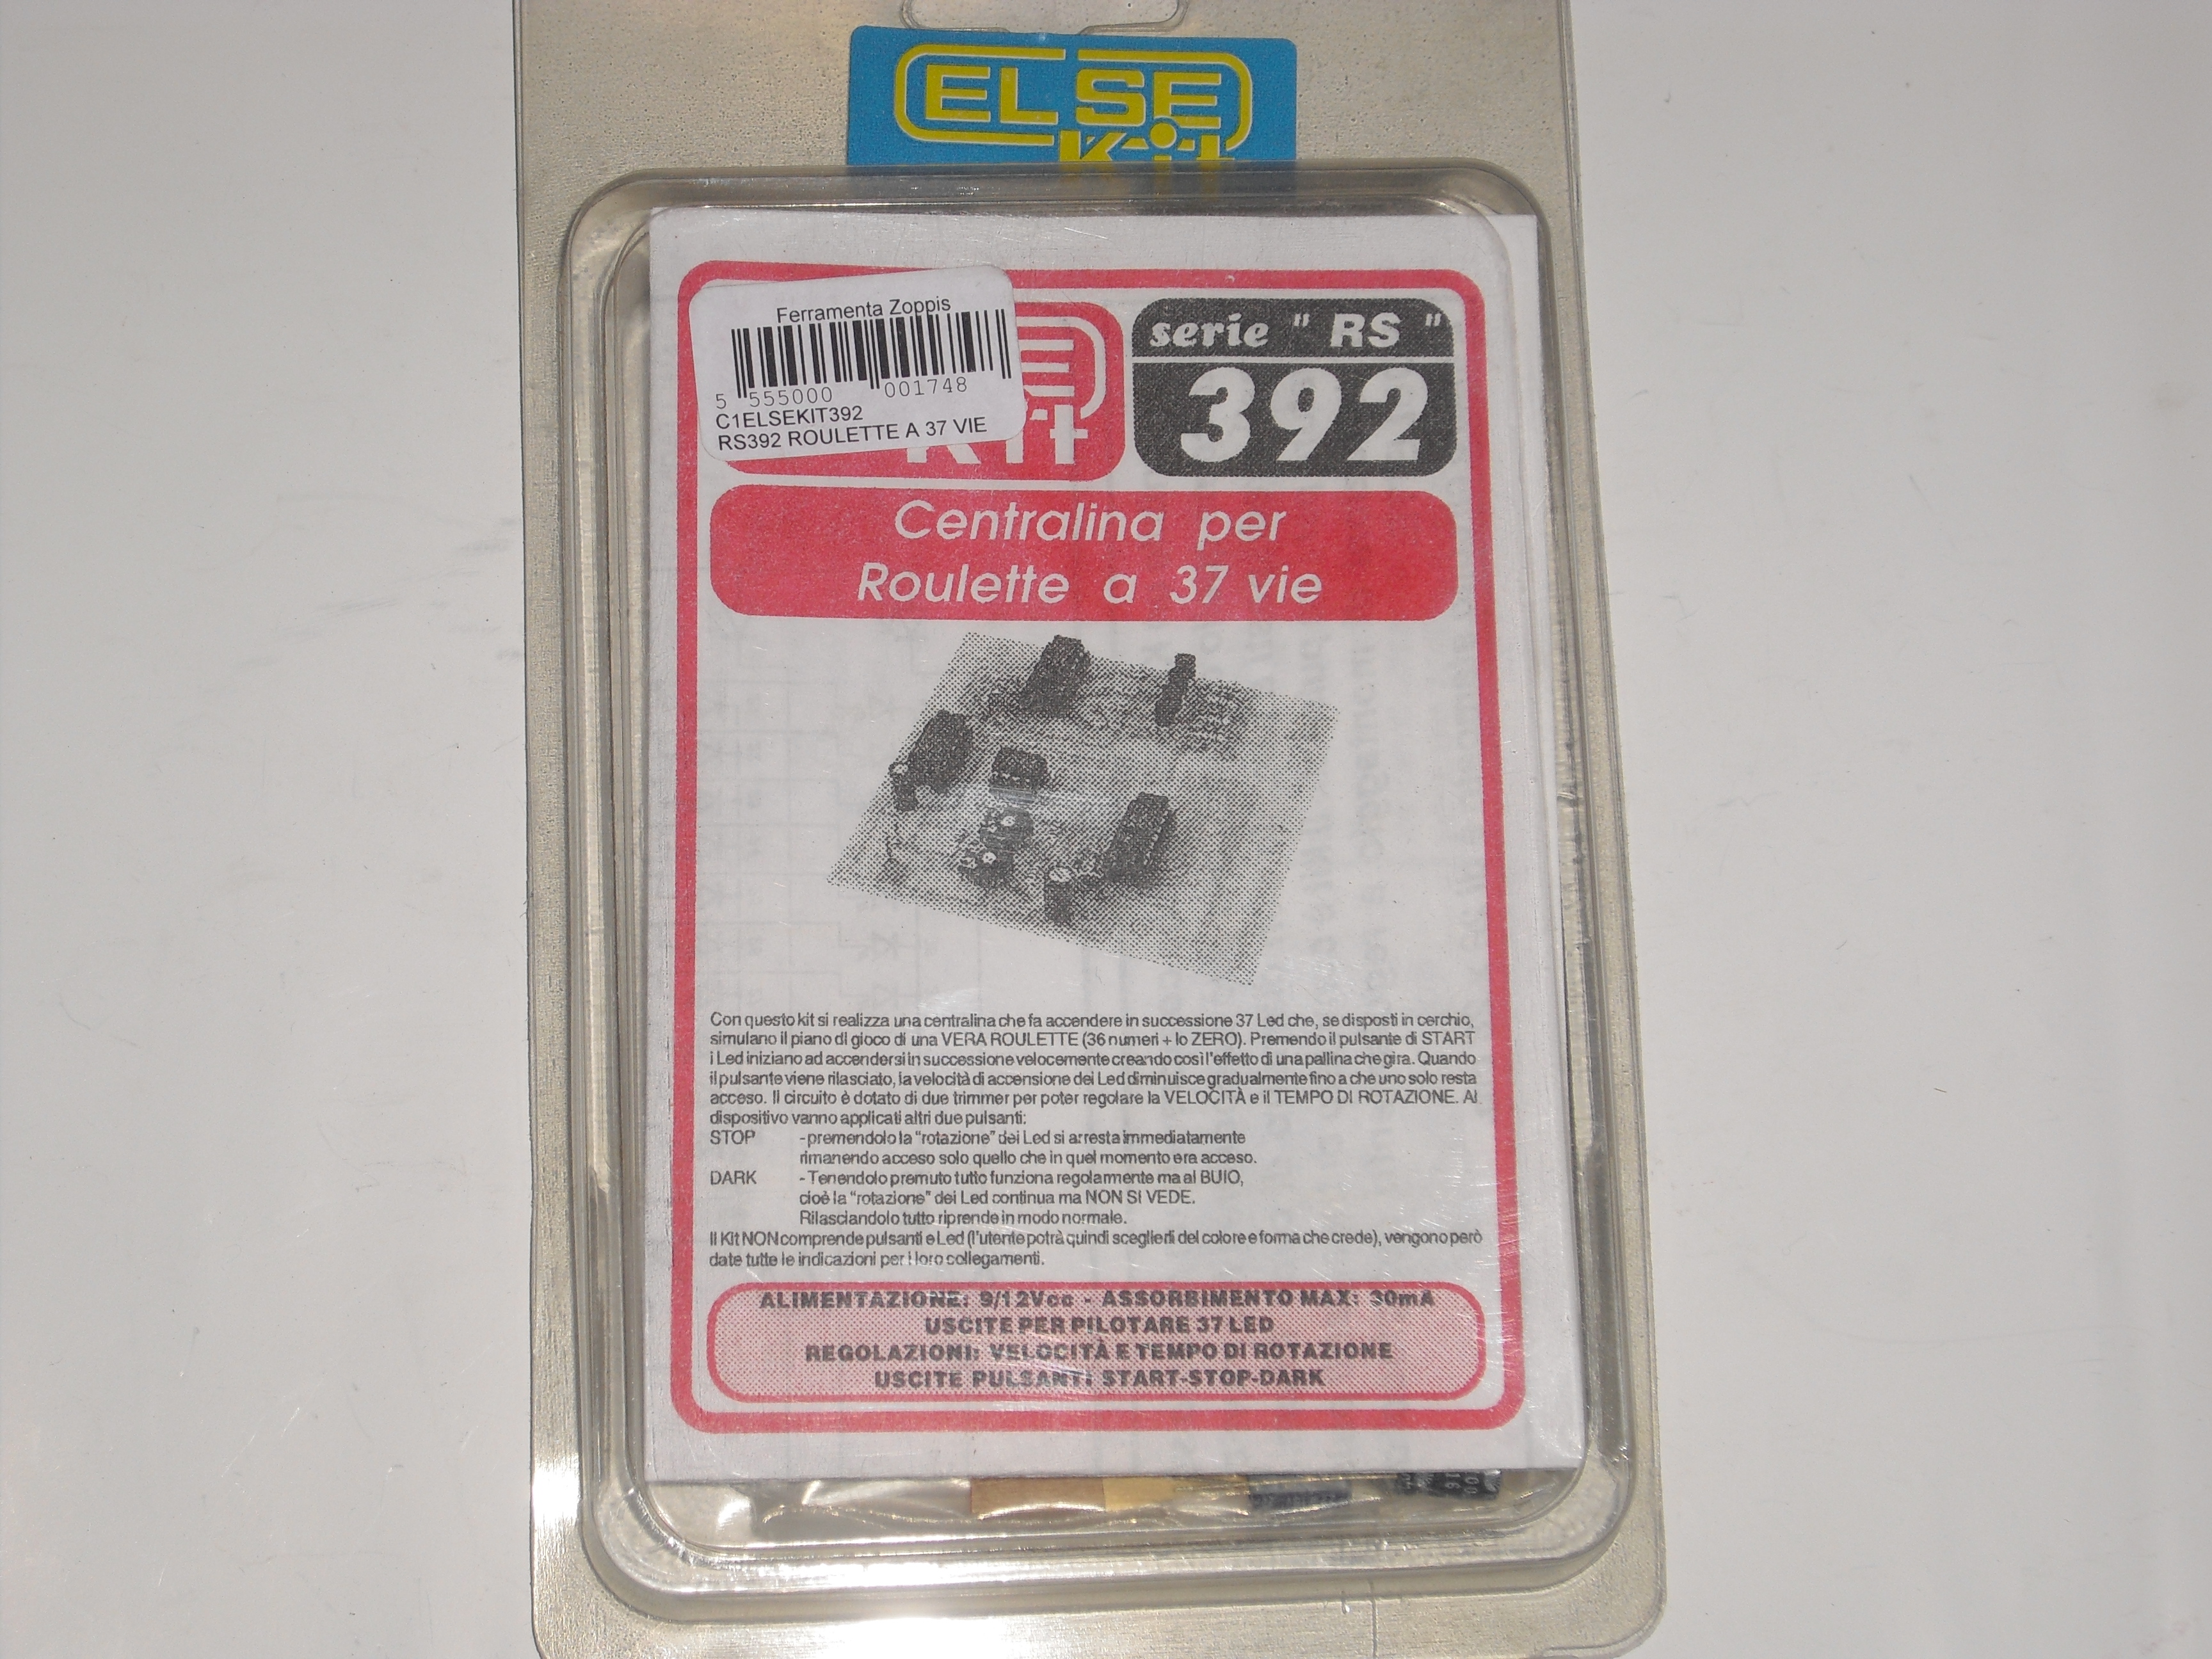 ELSE
Kit
Ferramenta Zoppis
5 555000 001748
C1ELSEKIT392
RS392 ROULETTE A 37 VIE
E
Kit
serie " RS "
392
Centralina per
Roulette a 37 vie
Con questo kit si realizza una centralina che fa accendere in successione 37 Led che, se disposti in cerchio,
simulano il piano di gioco di una VERA ROULETTE (36 numeri + lo ZERO). Premendo il pulsante di START
i Led iniziano ad accendersi in successione velocemente creando così l'effetto di una pallina che gira. Quando
il pulsante viene rilasciato, la velocità di accensione dei Led diminuisce gradualmente fino a che uno solo resta
acceso. Il circuito è dotato di due trimmer per poter regolare la VELOCITÀ e il TEMPO DI ROTAZIONE. Al
dispositivo vanno applicati altri due pulsanti:
STOP - premendolo la "rotazione" dei Led si arresta immediatamente
rimanendo acceso solo quello che in quel momento era acceso.
DARK - Tenendolo premuto tutto funziona regolarmente ma al BUIO,
cioè la "rotazione" dei Led continua ma NON SI VEDE.
Rilasciandolo tutto riprende in modo normale.
Il Kit NON comprende pulsanti e Led (l'utente potrà quindi sceglierli del colore e forma che crede), vengono però
date tutte le indicazioni per i loro collegamenti.
ALIMENTAZIONE: 9/12Vcc - ASSORBIMENTO MAX: 30mA
USCITE PER PILOTARE 37 LED
REGOLAZIONI: VELOCITÀ E TEMPO DI ROTAZIONE
USCITE PULSANTI START-STOP-DARK